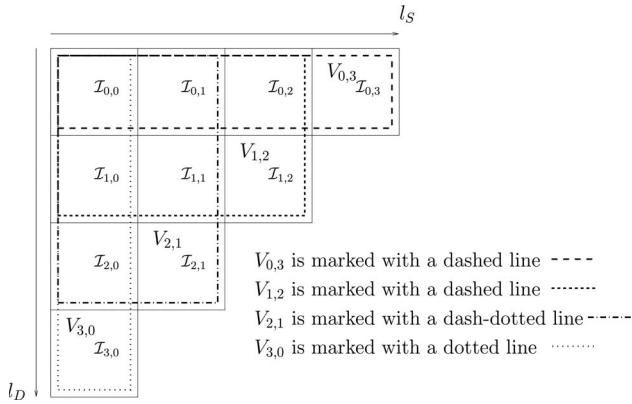 l_S
V_{0,3}
I_{0,0} I_{0,1} I_{0,2} I_{0,3}
V_{1,2}
I_{1,0} I_{1,1} I_{1,2}
V_{2,1}
I_{2,0} I_{2,1}
V_{0,3} is marked with a dashed line
V_{1,2} is marked with a dashed line
V_{2,1} is marked with a dash-dotted line
V_{3,0} is marked with a dotted line
V_{3,0}
I_{3,0}
l_D